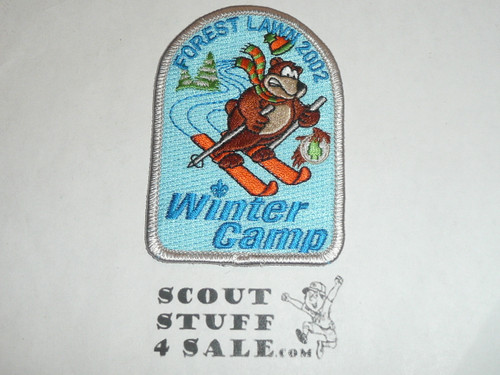 FOREST LAWN 2002
Winter
Camp
SCOUT
STUFF
4 SALE.COM